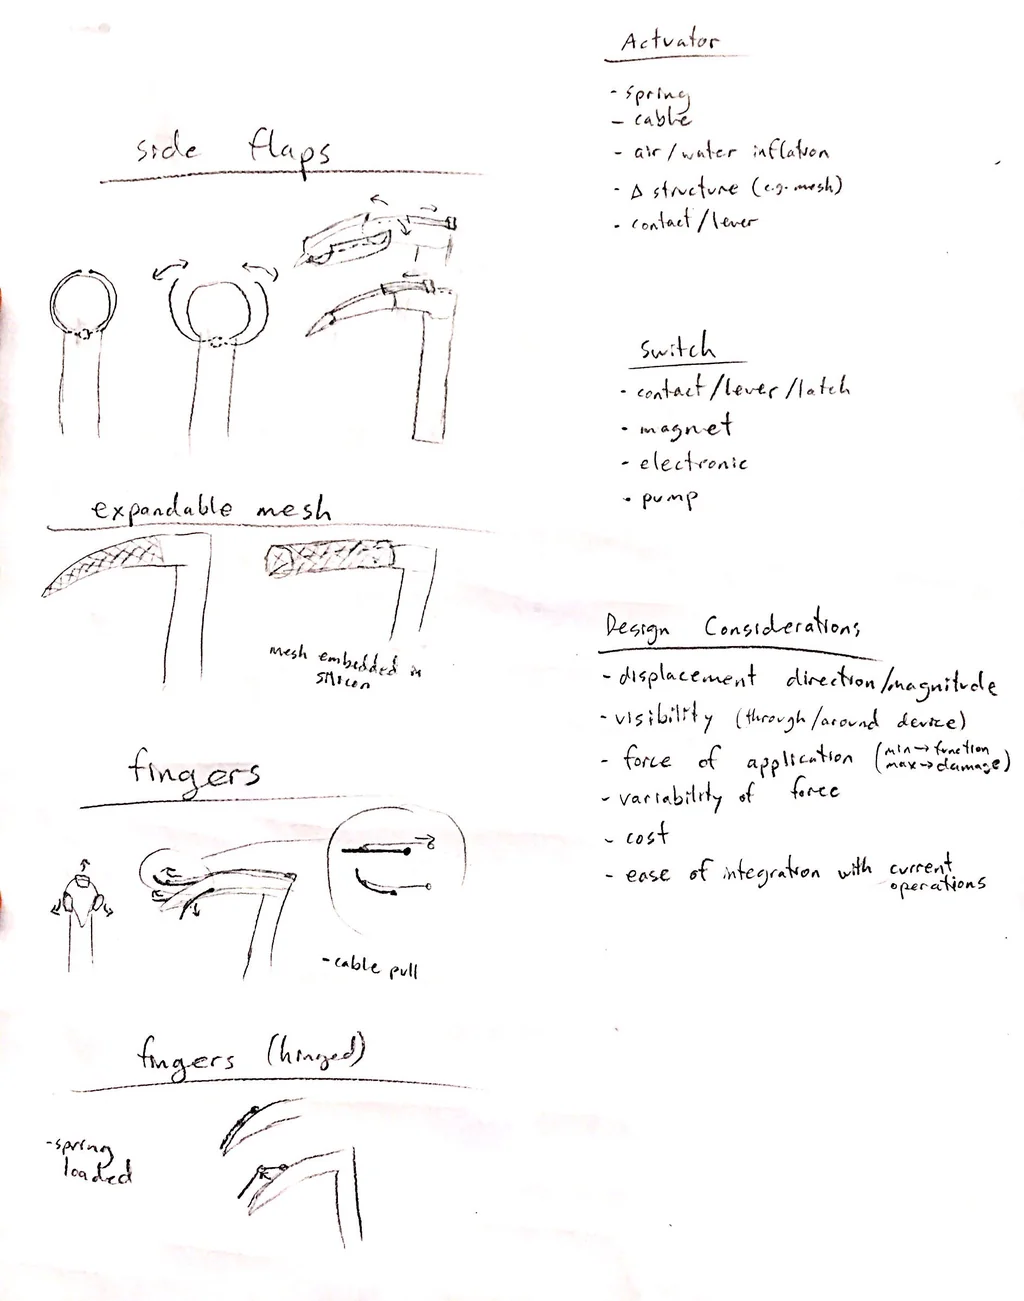 side flaps
expandable mesh
mesh embedded in
silicon
fingers
-cable pull
fingers (hinged)
-spring
loaded
Actuator
- spring
- cable
- air/water inflation
- Δ structure (e.g. mesh)
- contact/lever
Switch
- contact/lever/latch
- magnet
- electronic
- pump
Design Considerations
- displacement direction/magnitude
- visibility (through/around device)
- force of application (min→function
max→damage)
- variability of force
- cost
- ease of integration with current
operations